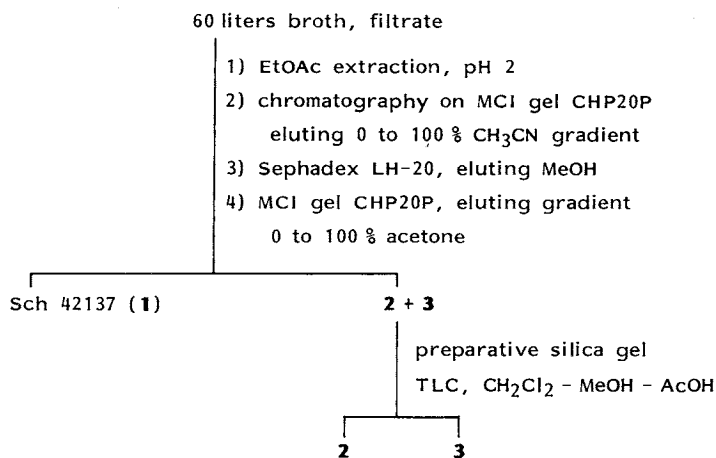 60 liters broth, filtrate
1) EtOAc extraction, pH 2
2) chromatography on MCI gel CHP20P
eluting 0 to 100 % CH₃CN gradient
3) Sephadex LH-20, eluting MeOH
4) MCI gel CHP20P, eluting gradient
0 to 100 % acetone
Sch 42137 (1)
2 + 3
preparative silica gel
TLC, CH₂Cl₂ – MeOH – AcOH
2
3